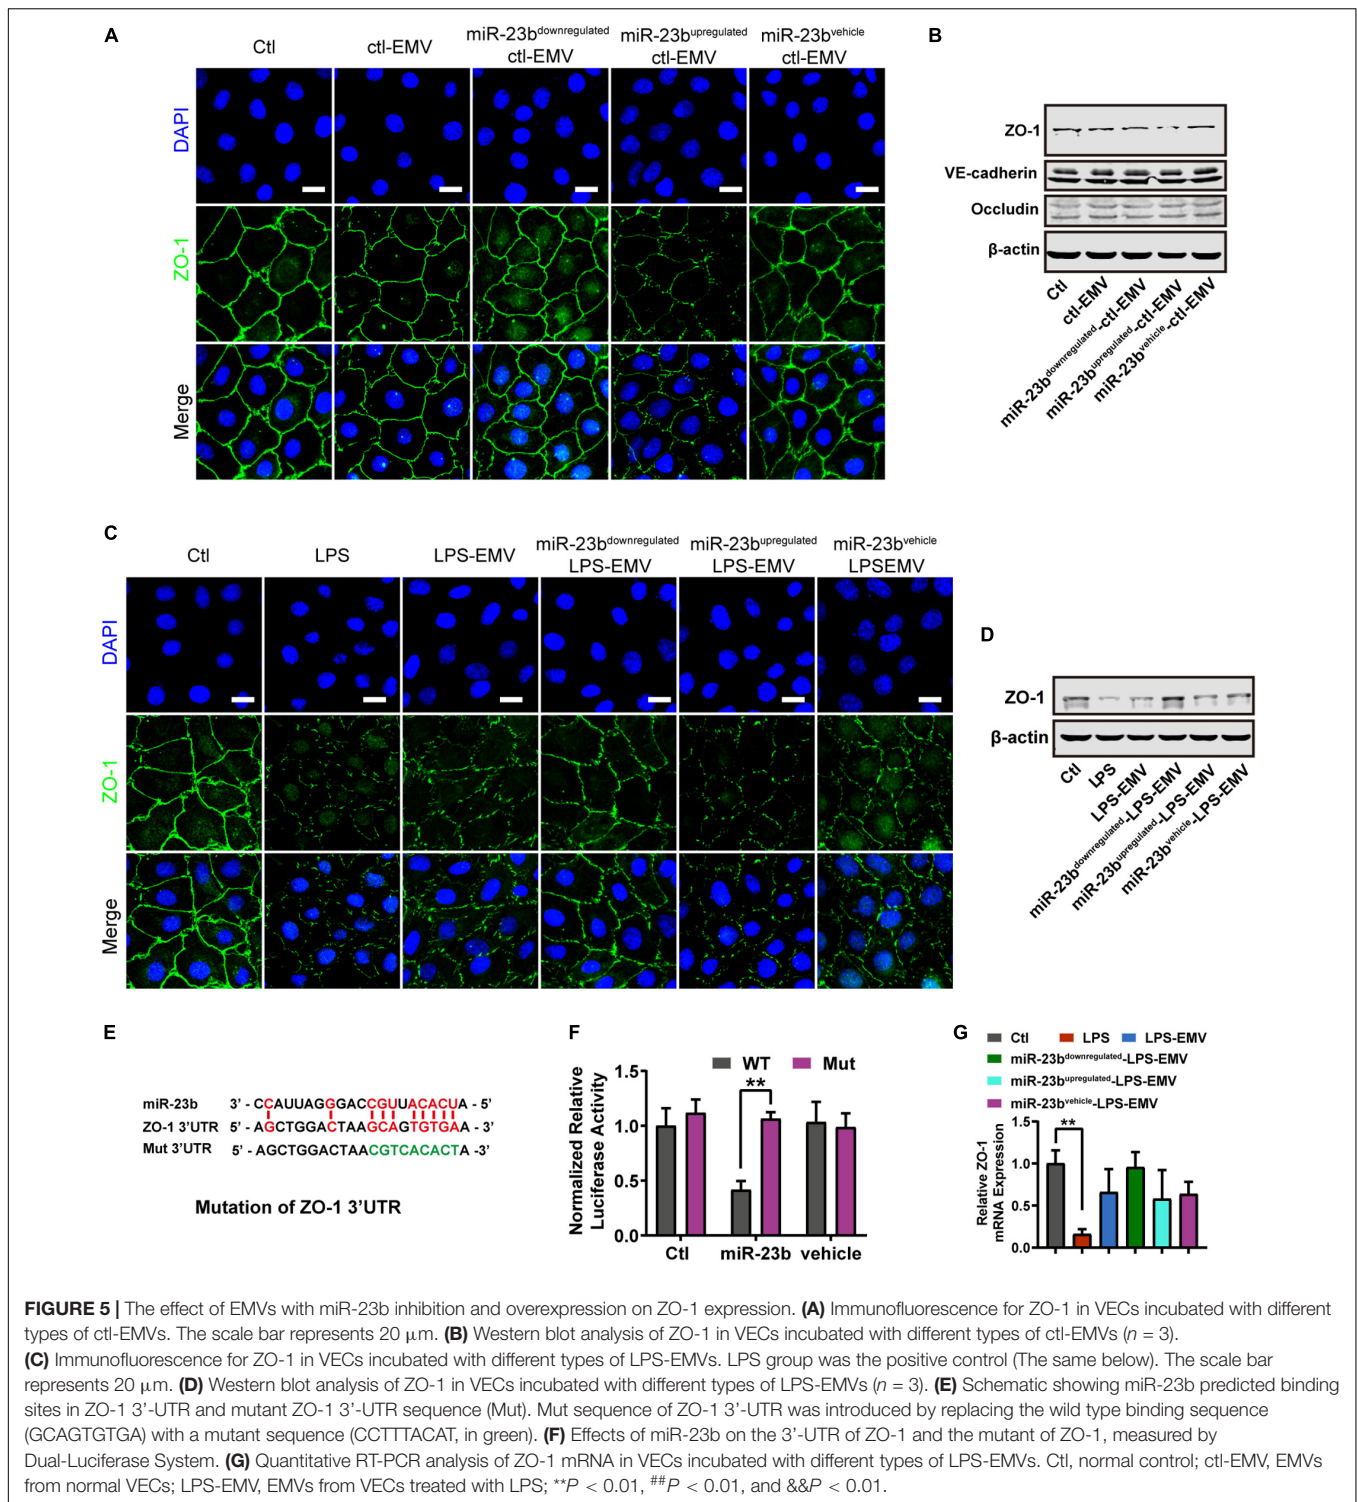 A
Ctl
ctl-EMV
miR-23bdownregulated ctl-EMV
miR-23bupregulated ctl-EMV
miR-23bvehicle ctl-EMV
DAPI
ZO-1
Merge
B
ZO-1
VE-cadherin
Occludin
β-actin
Ctl
ctl-EMV
miR-23bdownregulated-ctl-EMV
miR-23bupregulated-ctl-EMV
miR-23bvehicle-ctl-EMV
C
Ctl
LPS
LPS-EMV
miR-23bdownregulated LPS-EMV
miR-23bupregulated LPS-EMV
miR-23bvehicle LPSEMV
DAPI
ZO-1
Merge
D
ZO-1
β-actin
Ctl
LPS
LPS-EMV
miR-23bdownregulated-LPS-EMV
miR-23bupregulated-LPS-EMV
miR-23bvehicle-LPS-EMV
E
miR-23b 3' - CCAUUAGGGACCGUUACACUA - 5'
ZO-1 3'UTR 5' - AGCTGGACTAAGCAGTGTGAA - 3'
Mut 3'UTR 5' - AGCTGGACTAACGTCACACTA -3'
Mutation of ZO-1 3'UTR
F
WT Mut
Normalized Relative
Luciferase Activity
1.5
1.0
0.5
0.0
**
Ctl miR-23b vehicle
G
Ctl LPS LPS-EMV
miR-23bdownregulated-LPS-EMV
miR-23bupregulated-LPS-EMV
miR-23bvehicle-LPS-EMV
Relative ZO-1
mRNA Expression
1.5
1.0
0.5
0.0
**
FIGURE 5 | The effect of EMVs with miR-23b inhibition and overexpression on ZO-1 expression. (A) Immunofluorescence for ZO-1 in VECs incubated with different
types of ctl-EMVs. The scale bar represents 20 μm. (B) Western blot analysis of ZO-1 in VECs incubated with different types of ctl-EMVs (n = 3).
(C) Immunofluorescence for ZO-1 in VECs incubated with different types of LPS-EMVs. LPS group was the positive control (The same below). The scale bar
represents 20 μm. (D) Western blot analysis of ZO-1 in VECs incubated with different types of LPS-EMVs (n = 3). (E) Schematic showing miR-23b predicted binding
sites in ZO-1 3'-UTR and mutant ZO-1 3'-UTR sequence (Mut). Mut sequence of ZO-1 3'-UTR was introduced by replacing the wild type binding sequence
(GCAGTGTGA) with a mutant sequence (CCTTTACAT, in green). (F) Effects of miR-23b on the 3'-UTR of ZO-1 and the mutant of ZO-1, measured by
Dual-Luciferase System. (G) Quantitative RT-PCR analysis of ZO-1 mRNA in VECs incubated with different types of LPS-EMVs. Ctl, normal control; ctl-EMV, EMVs
from normal VECs; LPS-EMV, EMVs from VECs treated with LPS; **P < 0.01, ##P < 0.01, and &&P < 0.01.